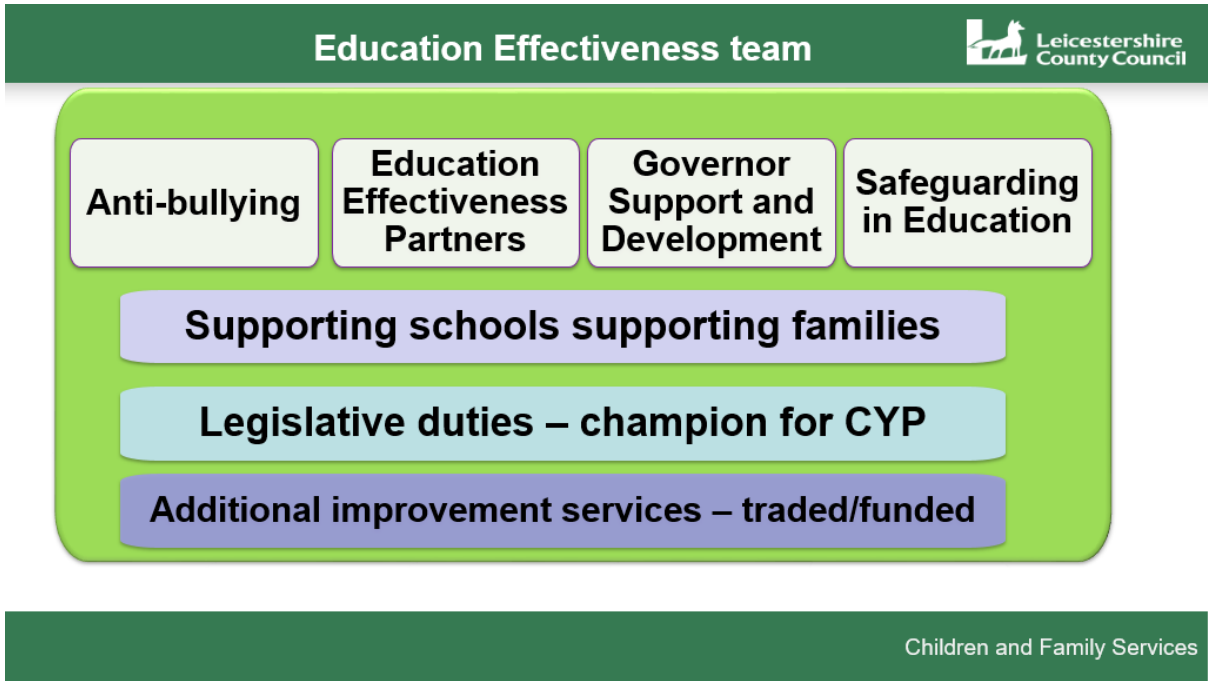 Education Effectiveness team
Leicestershire
County Council
Anti-bullying
Education
Effectiveness
Partners
Governor
Support and
Development
Safeguarding
in Education
Supporting schools supporting families
Legislative duties – champion for CYP
Additional improvement services – traded/funded
Children and Family Services